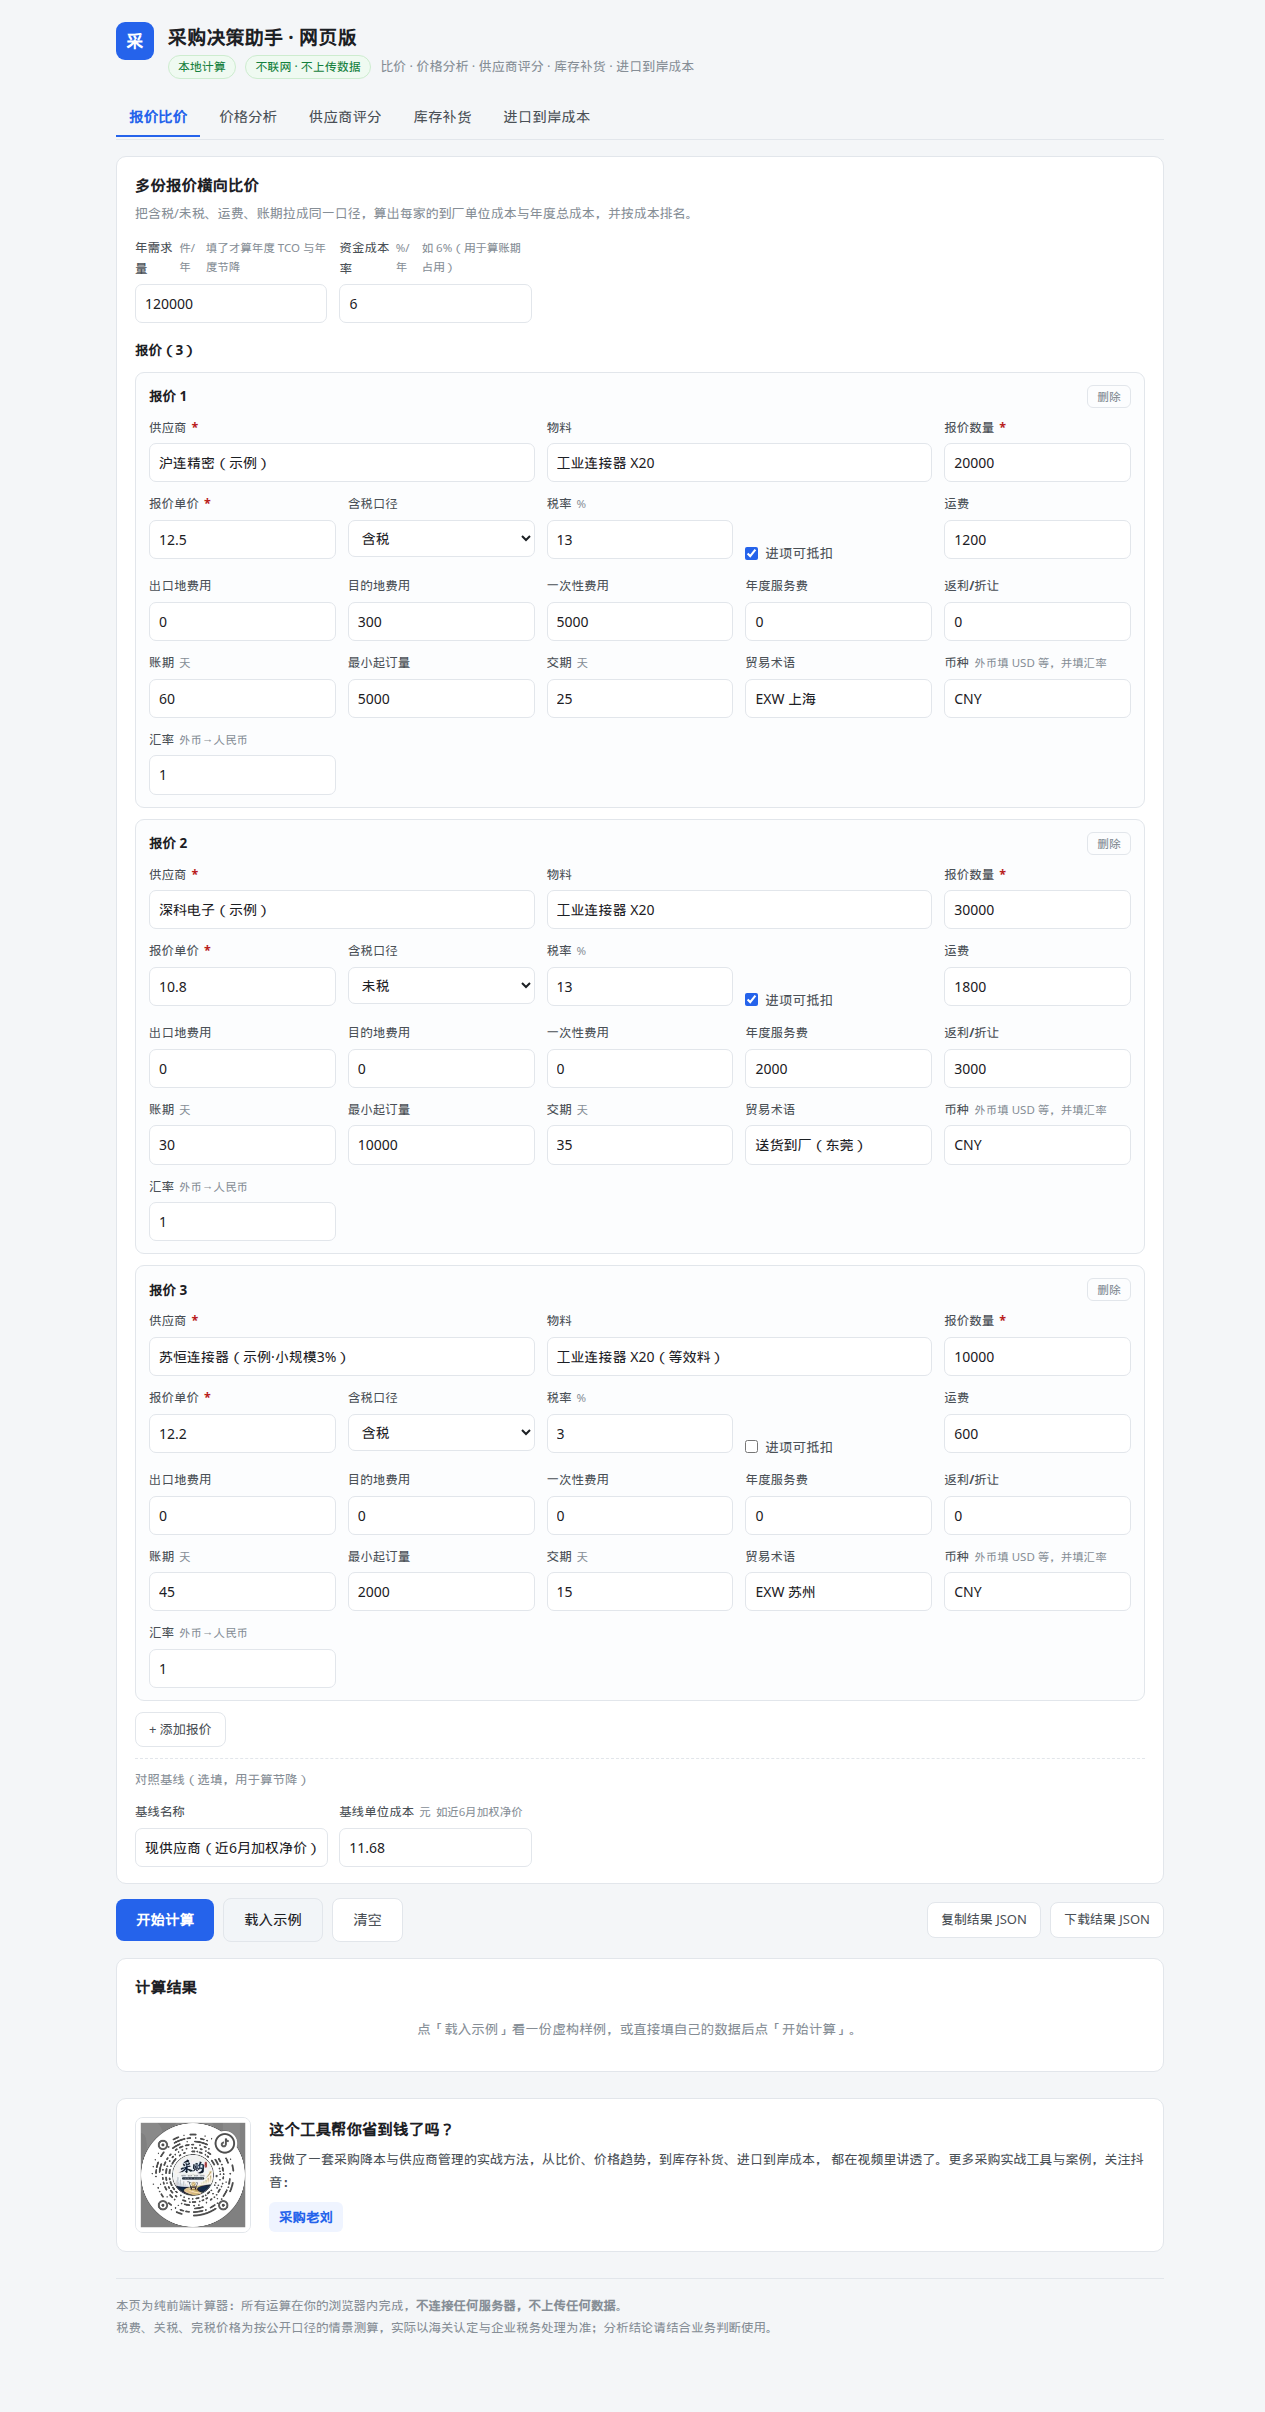 采
采购决策助手 · 网页版
本地计算 不联网 · 不上传数据 比价 · 价格分析 · 供应商评分 · 库存补货 · 进口到岸成本
报价比价 价格分析 供应商评分 库存补货 进口到岸成本
多份报价横向比价
把含税/未税、运费、账期拉成同一口径，算出每家的到厂单位成本与年度总成本，并按成本排名。
年需求量 件/年 填了才算年度 TCO 与年度节降 资金成本率 %/年 如 6%（用于算账期占用）
120000 6
报价（3）
报价 1 删除
供应商 * 物料 报价数量 *
沪连精密（示例） 工业连接器 X20 20000
报价单价 * 含税口径 税率 % 运费
12.5 含税 13 进项可抵扣 1200
出口地费用 目的地费用 一次性费用 年度服务费 返利/折让
0 300 5000 0 0
账期 天 最小起订量 交期 天 贸易术语 币种 外币填 USD 等，并填汇率
60 5000 25 EXW 上海 CNY
汇率 外币→人民币
1
报价 2 删除
供应商 * 物料 报价数量 *
深科电子（示例） 工业连接器 X20 30000
报价单价 * 含税口径 税率 % 运费
10.8 未税 13 进项可抵扣 1800
出口地费用 目的地费用 一次性费用 年度服务费 返利/折让
0 0 0 2000 3000
账期 天 最小起订量 交期 天 贸易术语 币种 外币填 USD 等，并填汇率
30 10000 35 送货到厂（东莞） CNY
汇率 外币→人民币
1
报价 3 删除
供应商 * 物料 报价数量 *
苏恒连接器（示例·小规模3%） 工业连接器 X20（等效料） 10000
报价单价 * 含税口径 税率 % 运费
12.2 含税 3 进项可抵扣 600
出口地费用 目的地费用 一次性费用 年度服务费 返利/折让
0 0 0 0 0
账期 天 最小起订量 交期 天 贸易术语 币种 外币填 USD 等，并填汇率
45 2000 15 EXW 苏州 CNY
汇率 外币→人民币
1
+ 添加报价
对照基线（选填，用于算节降）
基线名称 基线单位成本 元 如近6月加权净价
现供应商（近6月加权净价） 11.68
开始计算 载入示例 清空 复制结果 JSON 下载结果 JSON
计算结果
点「载入示例」看一份虚构样例，或直接填自己的数据后点「开始计算」。
采购
这个工具帮你省到钱了吗？
我做了一套采购降本与供应商管理的实战方法，从比价、价格趋势，到库存补货、进口到岸成本， 都在视频里讲透了。更多采购实战工具与案例，关注抖
音：
采购老刘
本页为纯前端计算器：所有运算在你的浏览器内完成，不连接任何服务器，不上传任何数据。
税费、关税、完税价格为按公开口径的情景测算，实际以海关认定与企业税务处理为准；分析结论请结合业务判断使用。